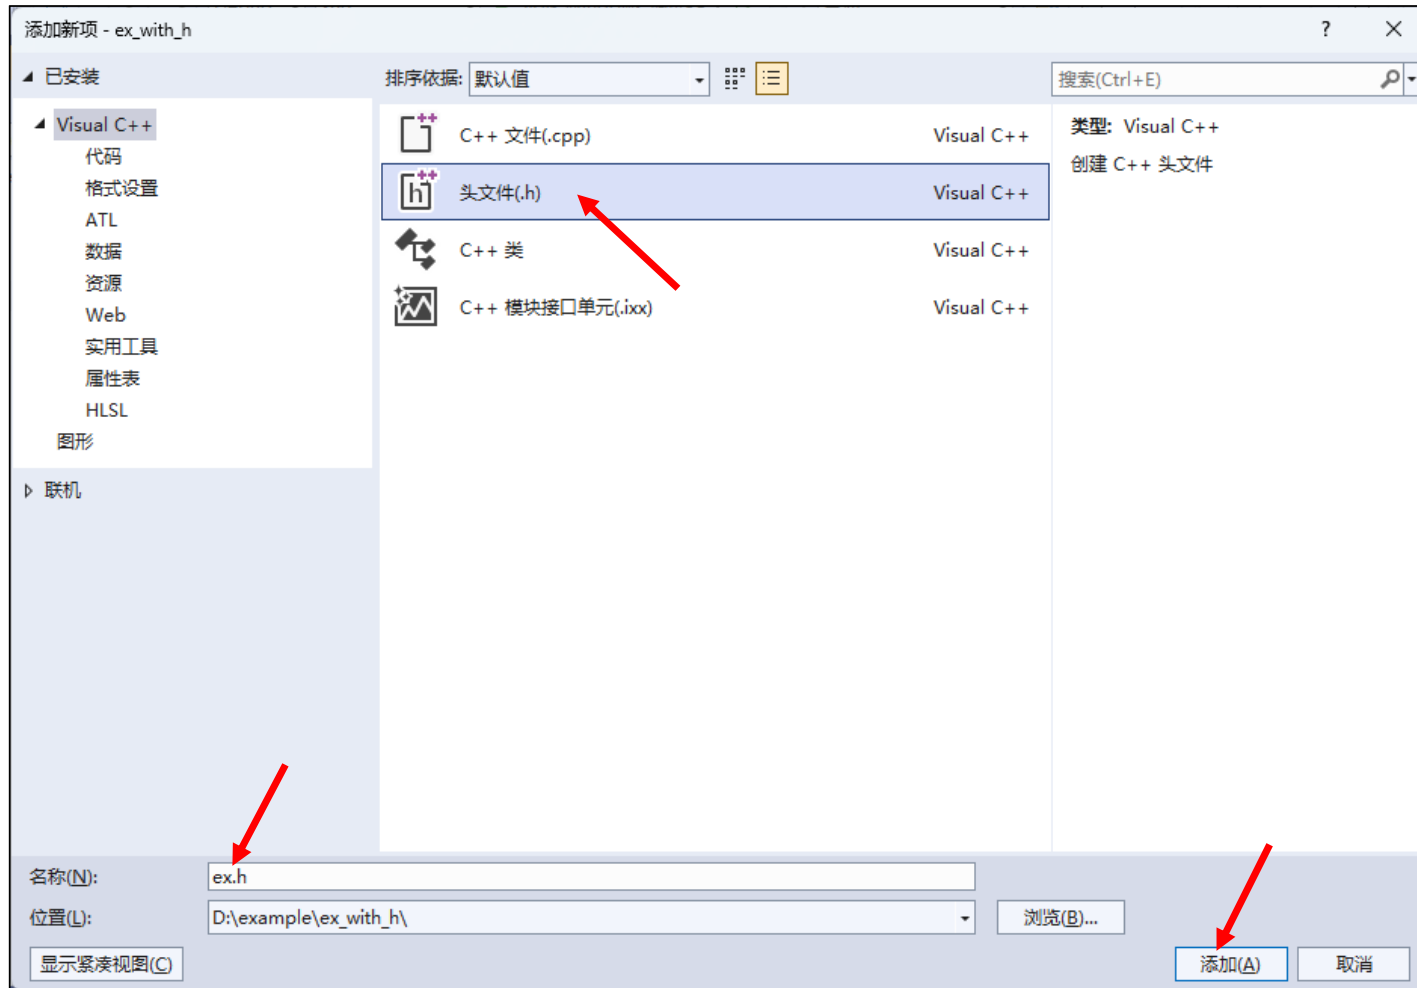 添加新项 - ex_with_h
?
已安装
排序依据: 默认值
搜索(Ctrl+E)
Visual C++
代码
格式设置
ATL
数据
资源
Web
实用工具
属性表
HLSL
图形
联机
C++ 文件(.cpp) Visual C++
头文件(.h) Visual C++
C++ 类 Visual C++
C++ 模块接口单元(.ixx) Visual C++
类型: Visual C++
创建 C++ 头文件
名称(N): ex.h
位置(L): D:\example\ex_with_h\ 浏览(B)...
显示紧凑视图(C) 添加(A) 取消